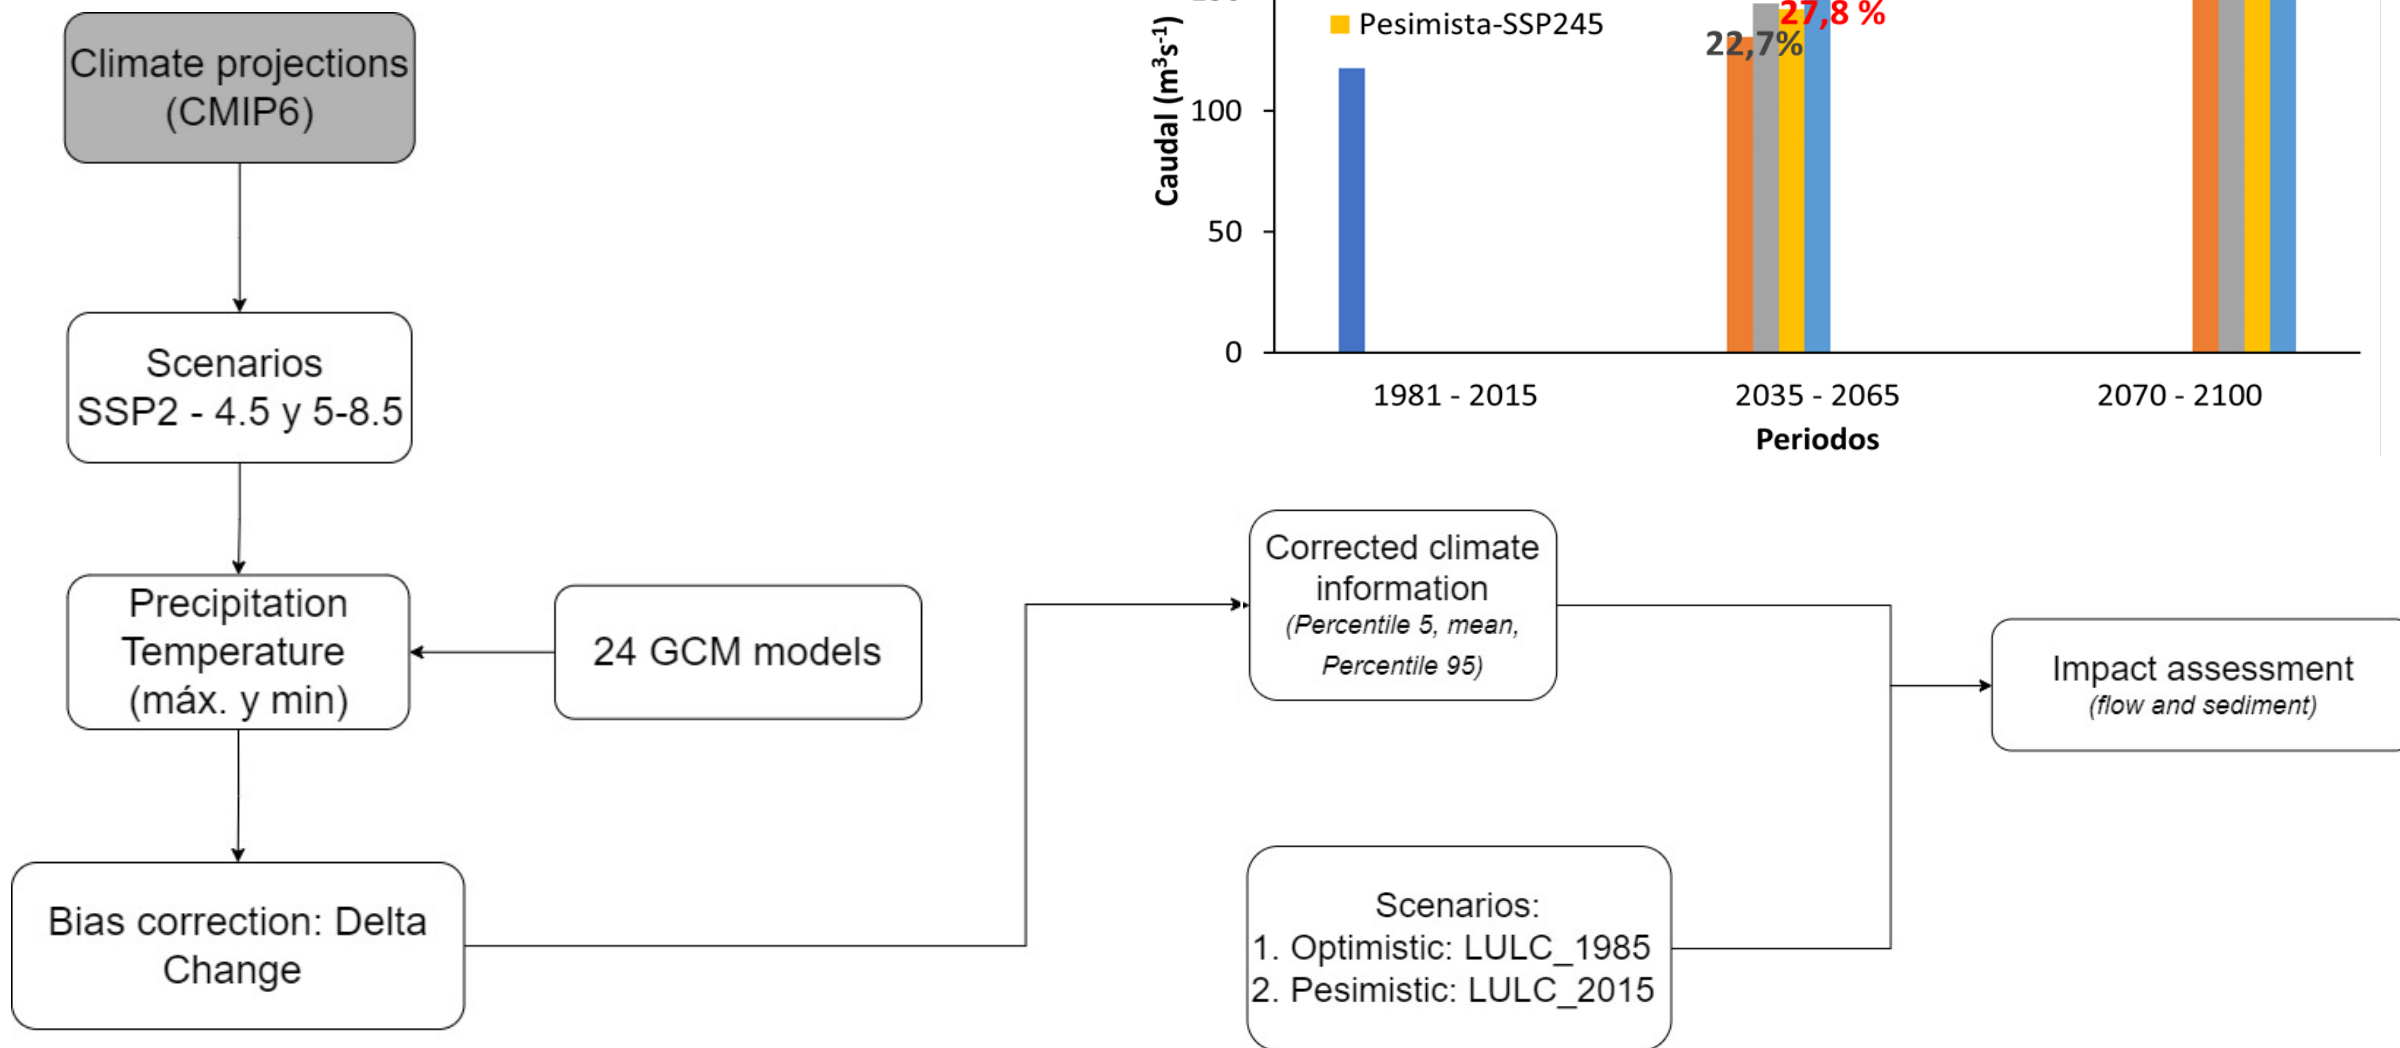 Climate projections
(CMIP6)
Scenarios
SSP2 - 4.5 y 5-8.5
Precipitation
Temperature
(máx. y min)
24 GCM models
Bias correction: Delta
Change
Pesimista-SSP245
27,8 %
22,7%
Caudal (m³s⁻¹)
100
50
0
1981 - 2015
2035 - 2065
2070 - 2100
Periodos
Corrected climate
information
(Percentile 5, mean,
Percentile 95)
Impact assessment
(flow and sediment)
Scenarios:
1. Optimistic: LULC_1985
2. Pesimistic: LULC_2015